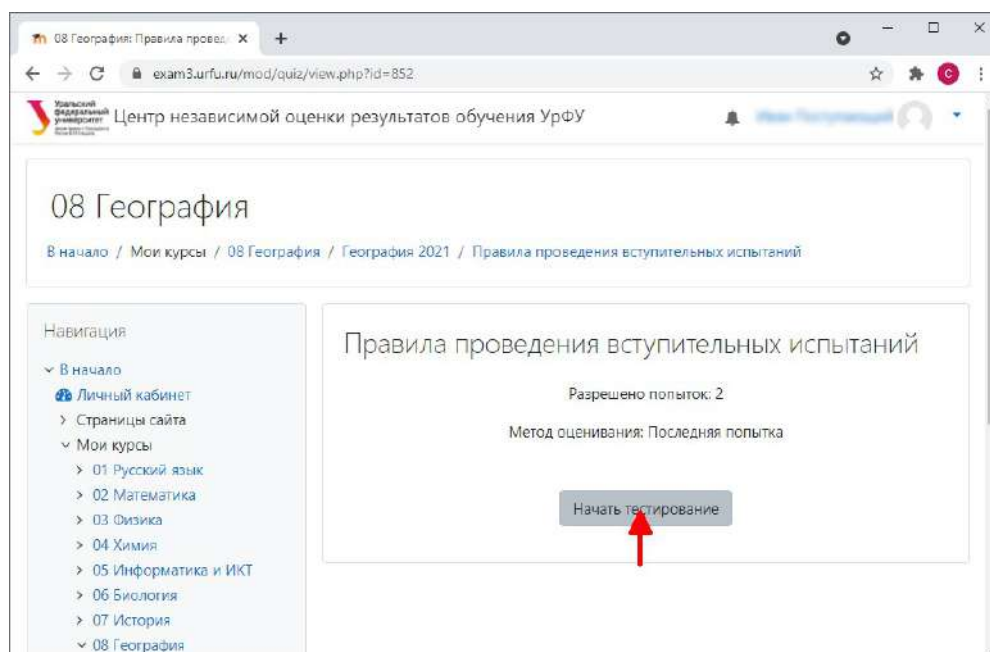 08 География: Правила провед
exam3.urfu.ru/mod/quiz/view.php?id=852
C
Уральский
федеральный
университет
Центр независимой оценки результатов обучения УрФУ
08 География
В начало / Мои курсы / 08 География / География 2021 / Правила проведения вступительных испытаний
Навигация
В начало
Личный кабинет
Страницы сайта
Мои курсы
01 Русский язык
02 Математика
03 Физика
04 Химия
05 Информатика и ИКТ
06 Биология
07 История
08 География
Правила проведения вступительных испытаний
Разрешено попыток: 2
Метод оценивания: Последняя попытка
Начать тестирование